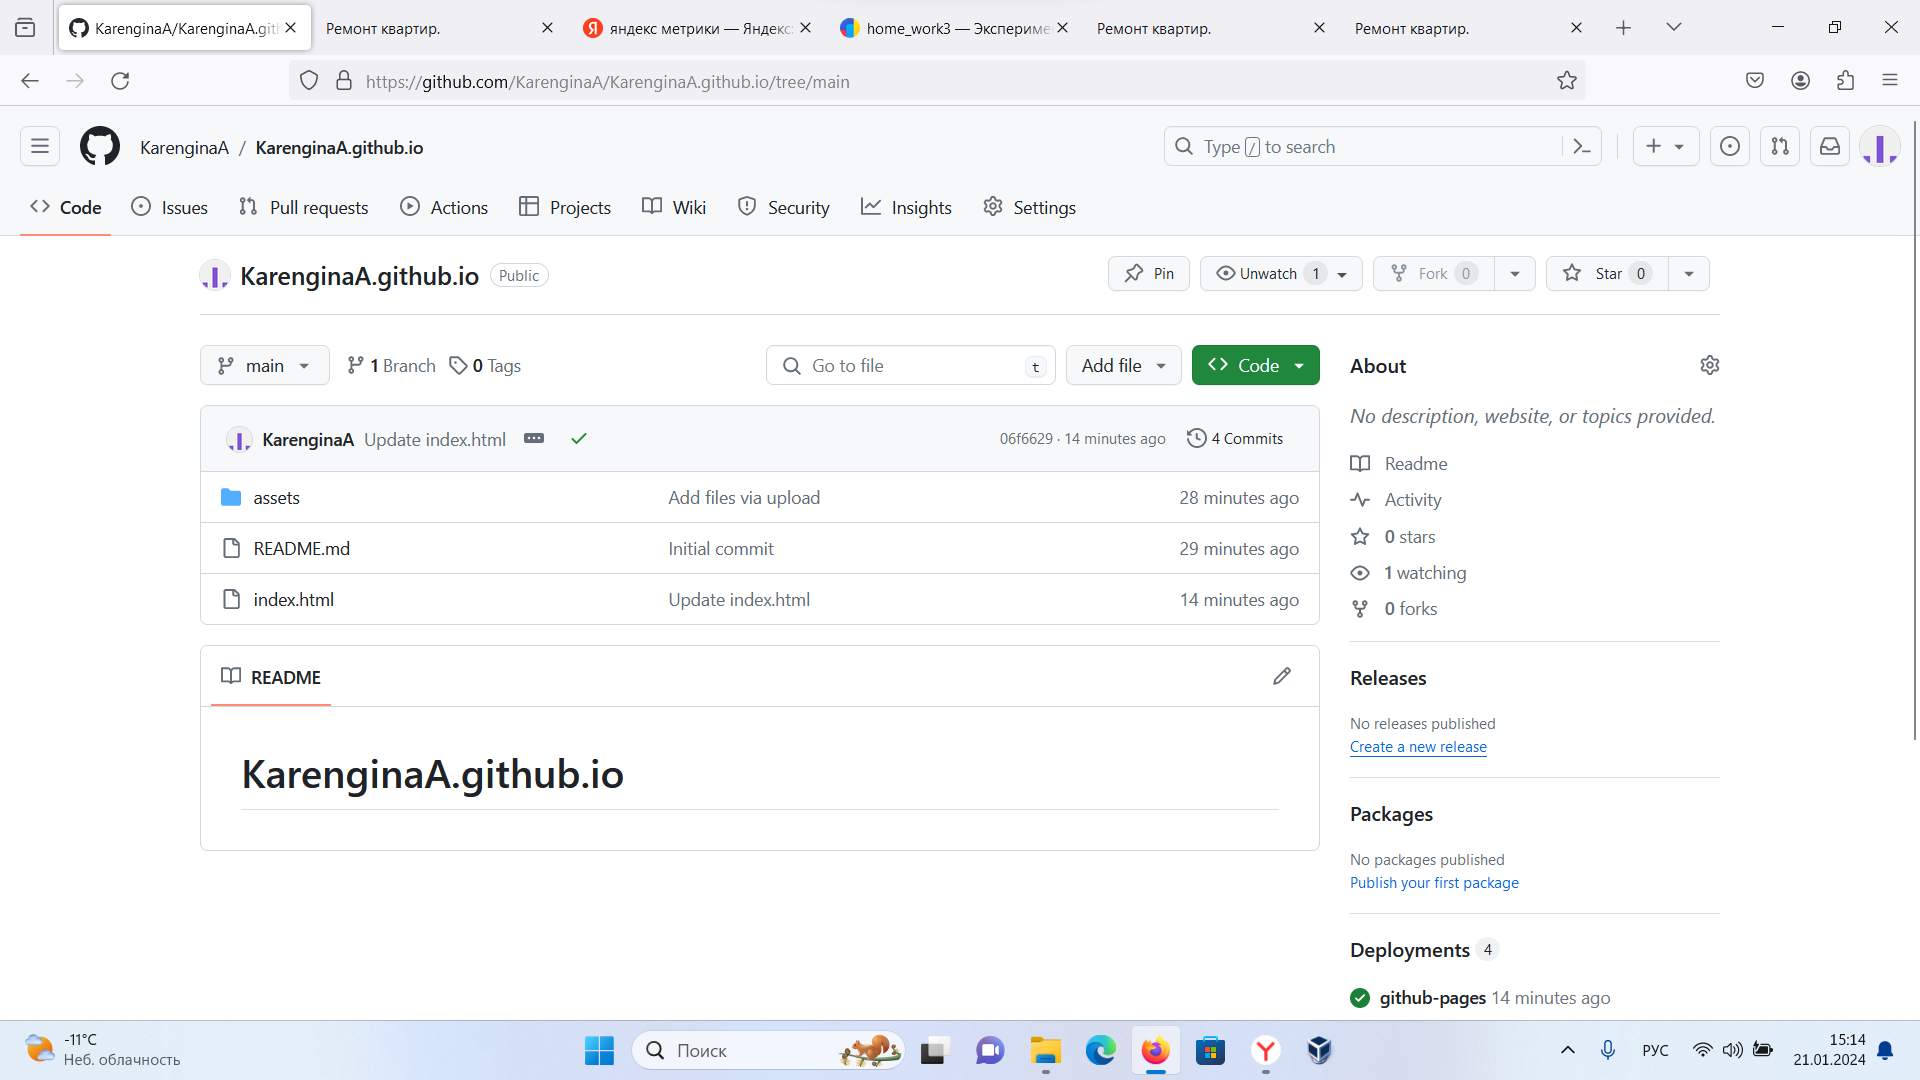 KarenginaA/KarenginaA.git
Ремонт квартир.
яндекс метрики — Яндекс:
home_work3 — Эксперимен
Ремонт квартир.
Ремонт квартир.
https://github.com/KarenginaA/KarenginaA.github.io/tree/main
KarenginaA / KarenginaA.github.io
Type / to search
Code
Issues
Pull requests
Actions
Projects
Wiki
Security
Insights
Settings
KarenginaA.github.io Public
Pin
Unwatch 1
Fork 0
Star 0
main
1 Branch
0 Tags
Go to file t
Add file
Code
KarenginaA Update index.html
06f6629 · 14 minutes ago
4 Commits
assets Add files via upload 28 minutes ago
README.md Initial commit 29 minutes ago
index.html Update index.html 14 minutes ago
README
KarenginaA.github.io
About
No description, website, or topics provided.
Readme
Activity
0 stars
1 watching
0 forks
Releases
No releases published
Create a new release
Packages
No packages published
Publish your first package
Deployments 4
github-pages 14 minutes ago
-11°C
Неб. облачность
Поиск
РУС
15:14
21.01.2024